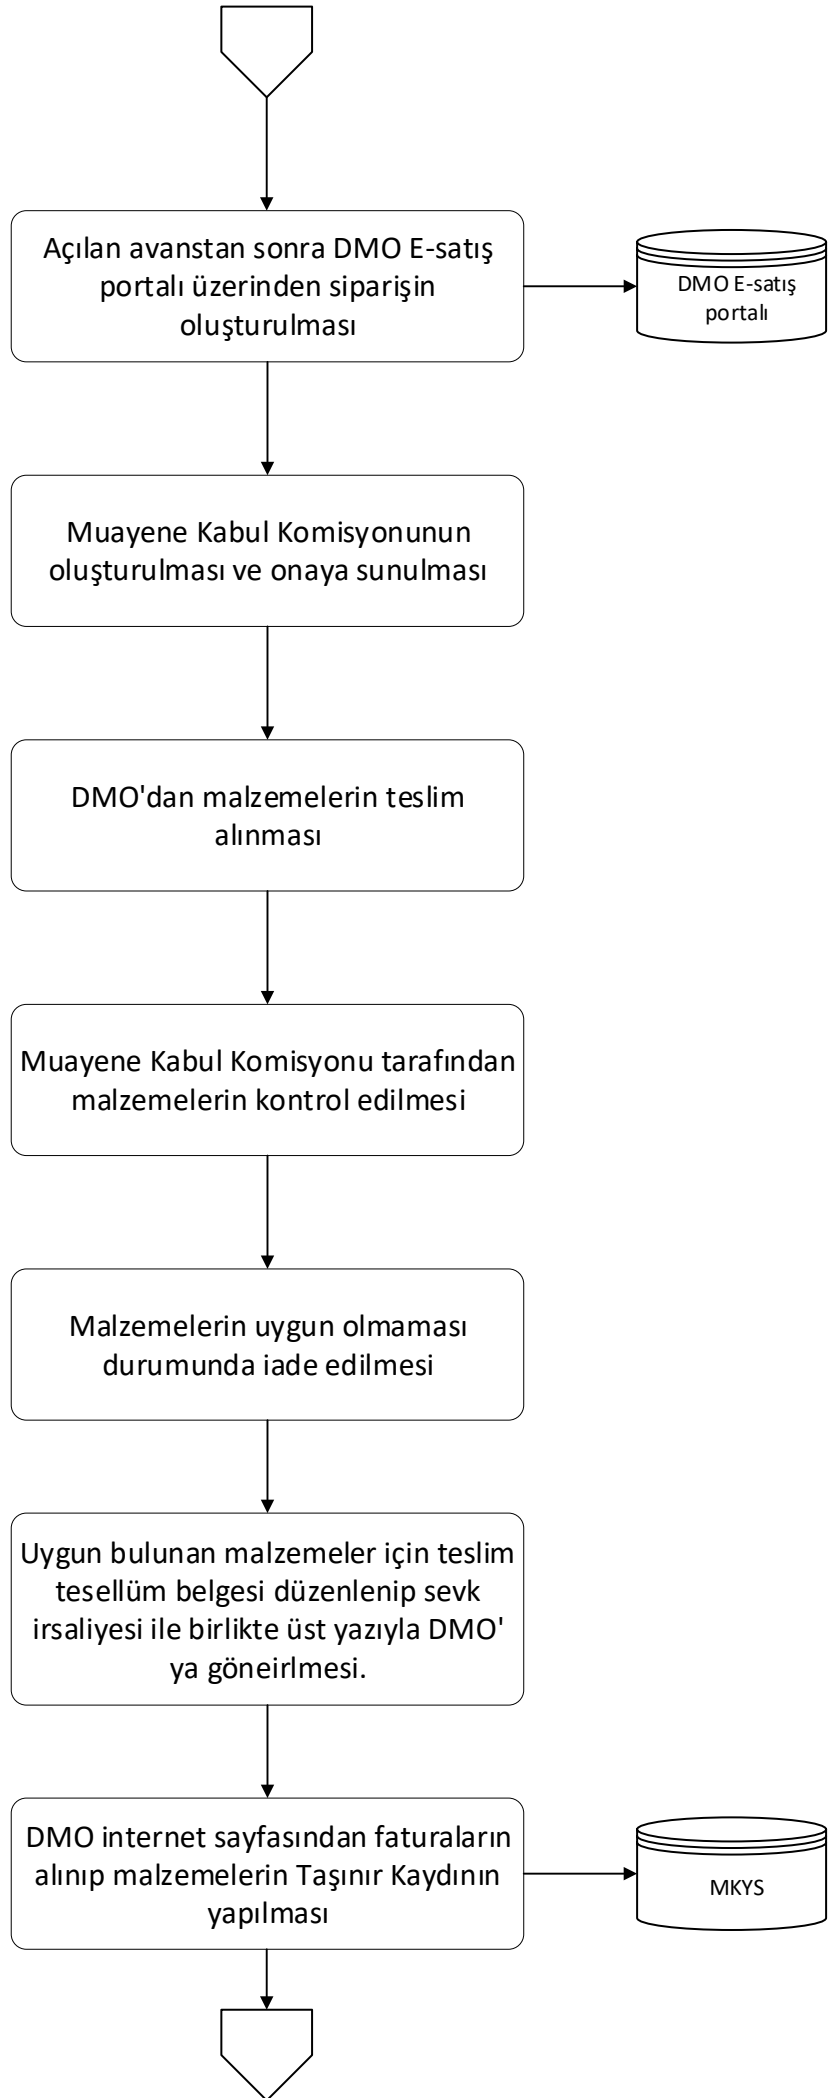 Açılan avanstan sonra DMO E-satış
portalı üzerinden siparişin
oluşturulması
DMO E-satış
portalı
Muayene Kabul Komisyonunun
oluşturulması ve onaya sunulması
DMO'dan malzemelerin teslim
alınması
Muayene Kabul Komisyonu tarafından
malzemelerin kontrol edilmesi
Malzemelerin uygun olmaması
durumunda iade edilmesi
Uygun bulunan malzemeler için teslim
tesellüm belgesi düzenlenip sevk
irsaliyesi ile birlikte üst yazıyla DMO'
ya göneirlmesi.
DMO internet sayfasından faturaların
alınıp malzemelerin Taşınır Kaydının
yapılması
MKYS